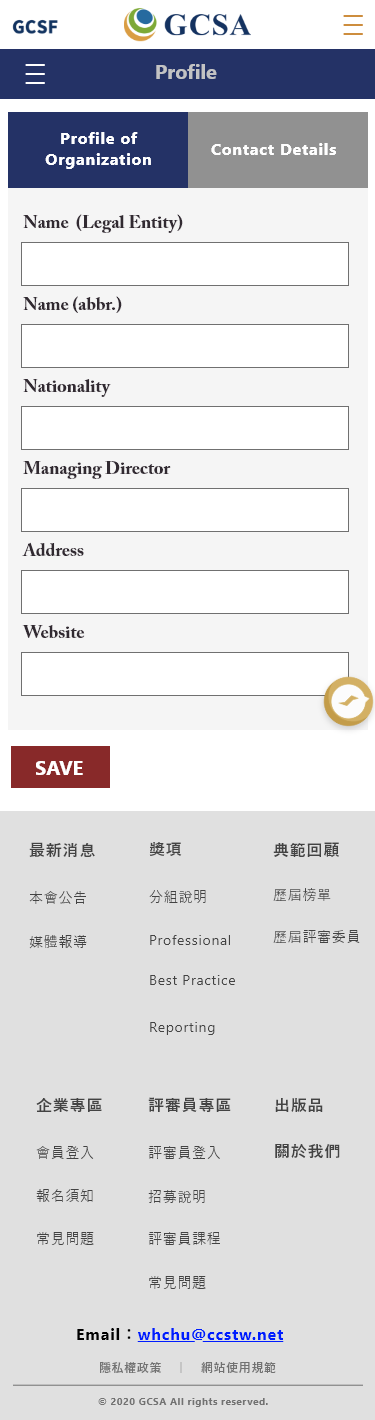 GCSF
GCSA
Profile
Profile of
Organization
Contact Details
Name (Legal Entity)
Name (abbr.)
Nationality
Managing Director
Address
Website
SAVE
最新消息
獎項
典範回顧
本會公告
分組說明
歷屆榜單
媒體報導
Professional
歷屆評審委員
Best Practice
Reporting
企業專區
評審員專區
出版品
會員登入
評審員登入
關於我們
報名須知
招募說明
常見問題
評審員課程
常見問題
Email：whchu@ccstw.net
隱私權政策 | 網站使用規範
© 2020 GCSA All rights reserved.